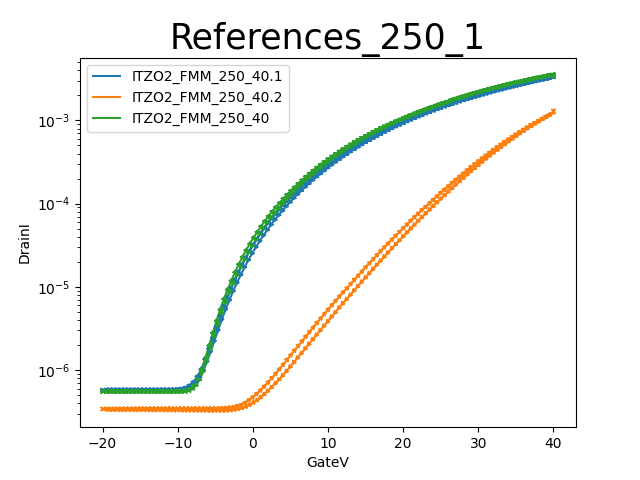 References_250_1
ITZO2_FMM_250_40.1
ITZO2_FMM_250_40.2
ITZO2_FMM_250_40
10⁻³
10⁻⁴
10⁻⁵
10⁻⁶
DrainI
−20 −10 0 10 20 30 40
GateV